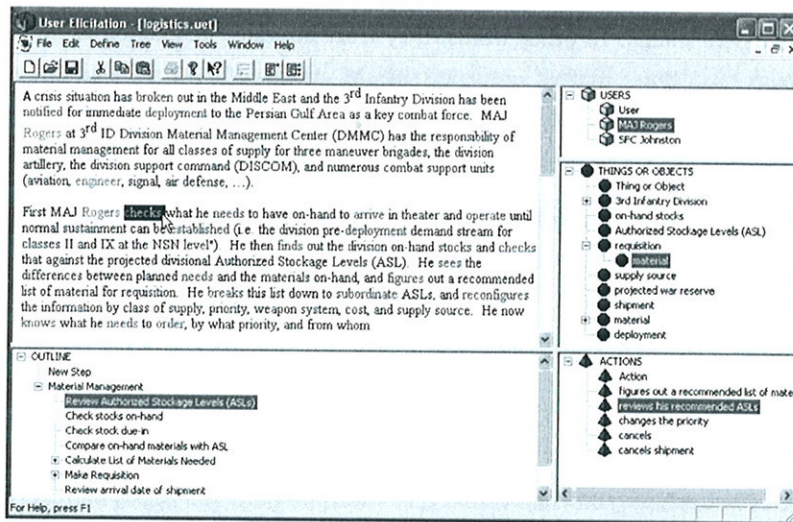 User Elicitation - [logistics.uet]
File Edit Define Tree View Tools Window Help
A crisis situation has broken out in the Middle East and the 3rd Infantry Division has been
notified for immediate deployment to the Persian Gulf Area as a key combat force. MAJ
Rogers at 3rd ID Division Material Management Center (DMMC) has the responsibility of
material management for all classes of supply for three maneuver brigades, the division
artillery, the division support command (DISCOM), and numerous combat support units
(aviation, engineer, signal, air defense, ...).
First MAJ Rogers checks what he needs to have on-hand to arrive in theater and operate until
normal sustainment can be established (i.e. the division pre-deployment demand stream for
classes II and IX at the NSN level*). He then finds out the division on-hand stocks and checks
that against the projected divisional Authorized Stockage Levels (ASL). He sees the
differences between planned needs and the materials on-hand, and figures out a recommended
list of material for requisition. He breaks this list down to subordinate ASLs, and reconfigures
the information by class of supply, priority, weapon system, cost, and supply source. He now
knows what he needs to order, by what priority, and from whom
USERS
User
MAJ Rogers
SFC Johnston
THINGS OR OBJECTS
Thing or Object
3rd Infantry Division
on-hand stocks
Authorized Stockage Levels (ASL)
requisition
material
supply source
projected war reserve
shipment
material
deployment
OUTLINE
New Step
Material Management
Review Authorized Stockage Levels (ASLs)
Check stocks on-hand
Check stock due-in
Compare on-hand materials with ASL
Calculate List of Materials Needed
Make Requisition
Review arrival date of shipment
ACTIONS
Action
figures out a recommended list of mate
reviews his recommended ASLs
changes the priority
cancels
cancels shipment
For Help, press F1